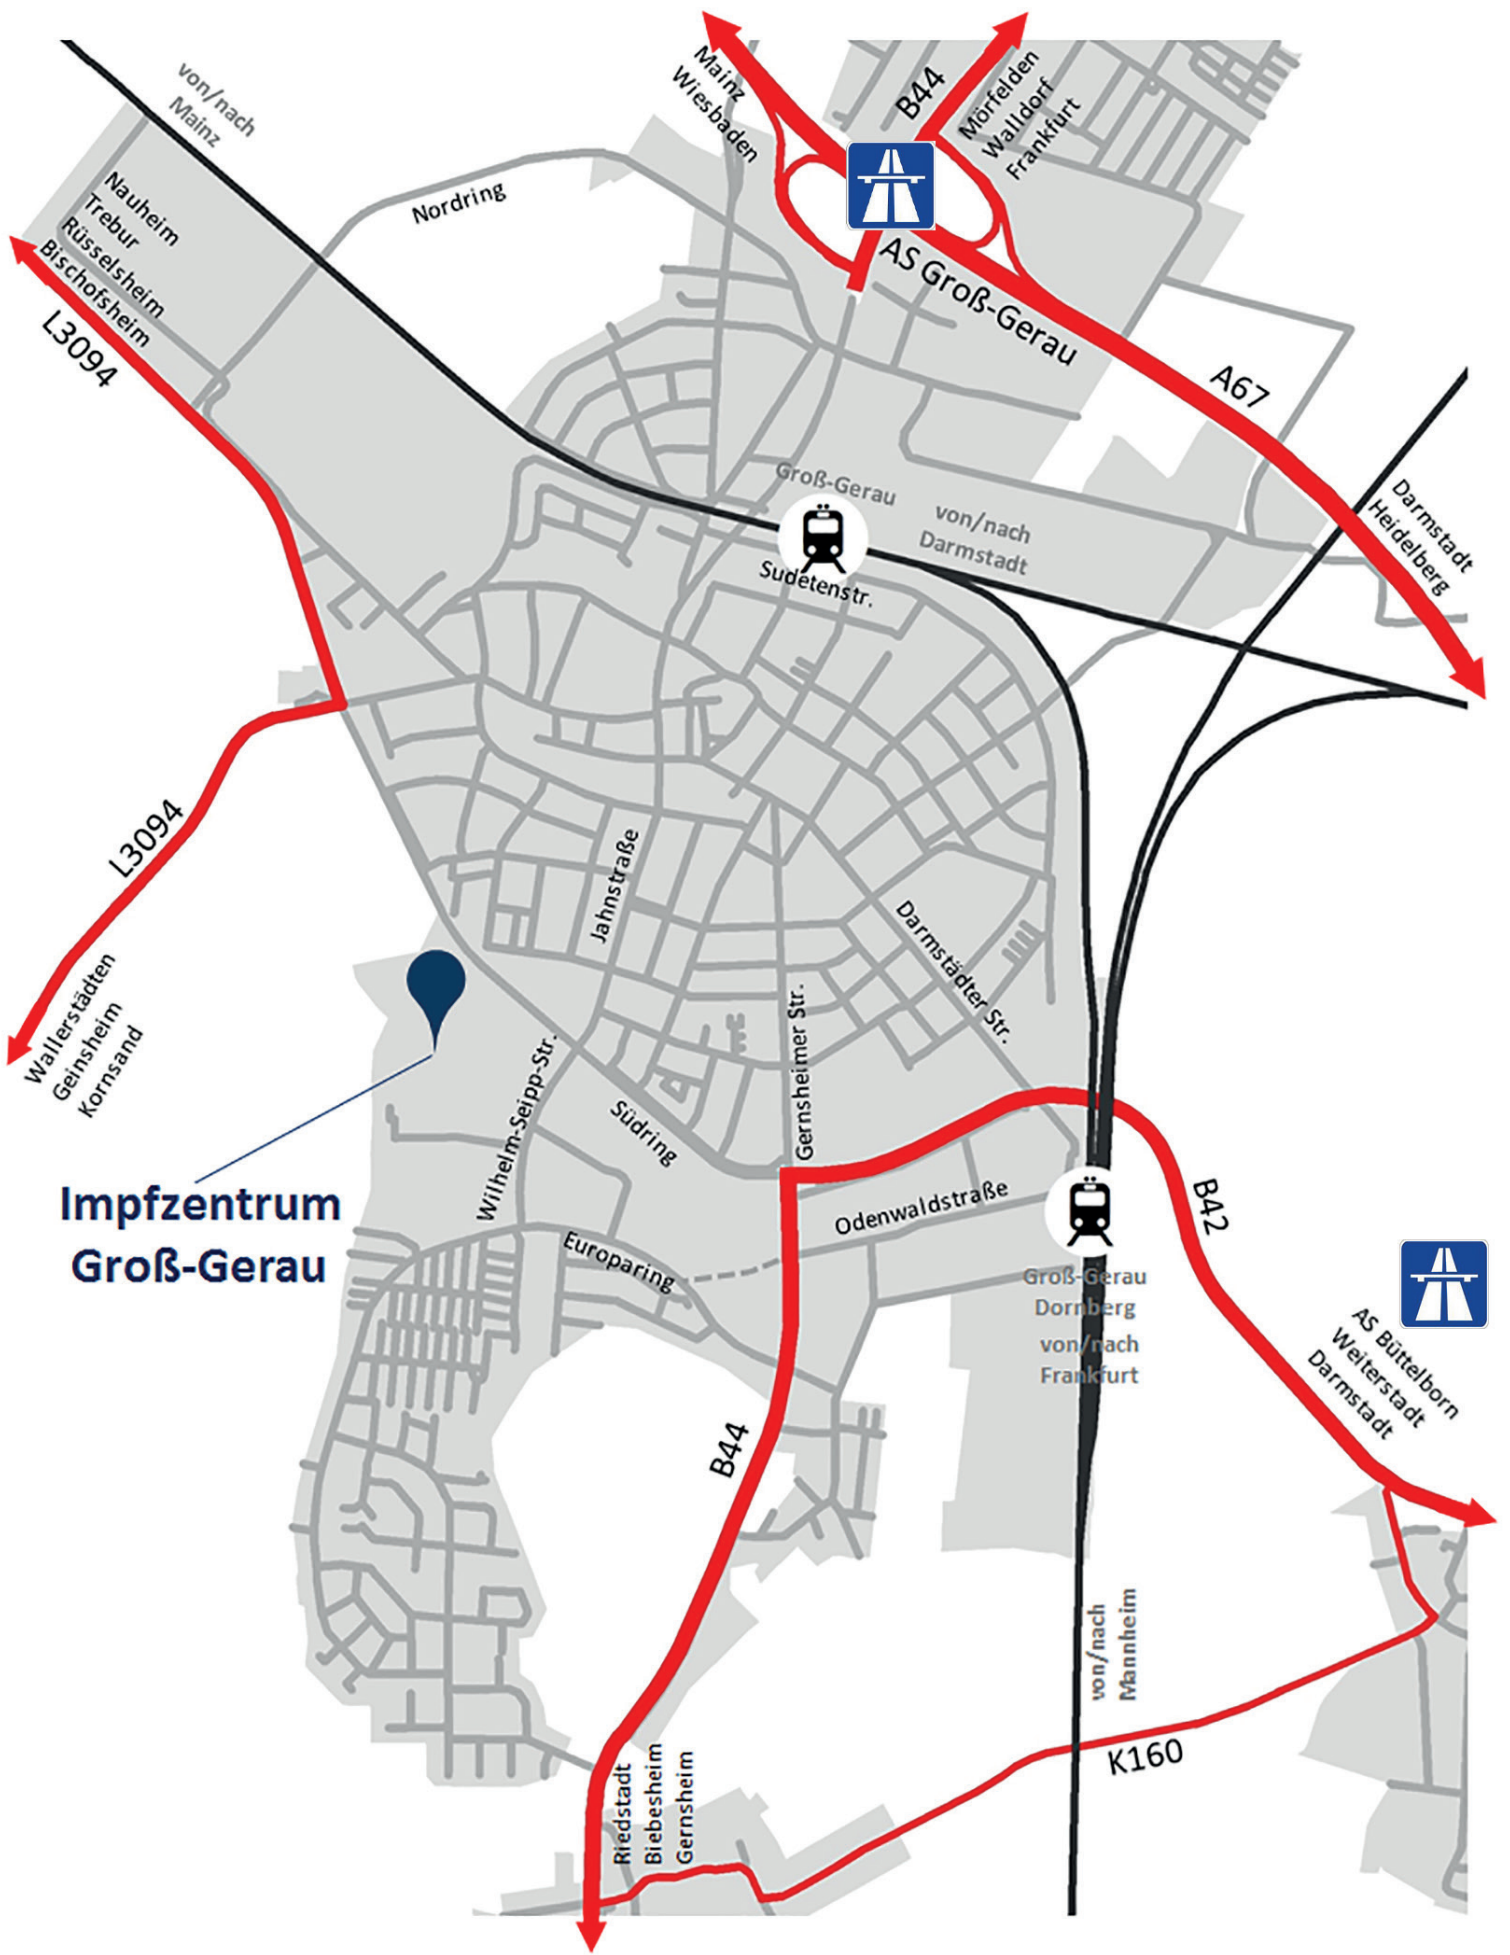 von/nach
Mainz
Mainz
Wiesbaden
B44
Mörfelden
Walldorf
Frankfurt
Nauheim
Trebur
Rüsselsheim
Bischofsheim
L3094
Nordring
AS Groß-Gerau
A67
Groß-Gerau
von/nach
Darmstadt
Sudetenstr.
Darmstadt
Heidelberg
L3094
Wallerstädten
Geinsheim
Kornsand
Jahnstraße
Darmstädter Str.
Gernsheimer Str.
Wilhelm-Seipp-Str.
Südring
Impfzentrum
Groß-Gerau
Odenwaldstraße
Europaring
B42
Groß-Gerau
Dornberg
von/nach
Frankfurt
AS Büttelborn
Weiterstadt
Darmstadt
B44
von/nach
Mannheim
K160
Riedstadt
Biebesheim
Gernsheim